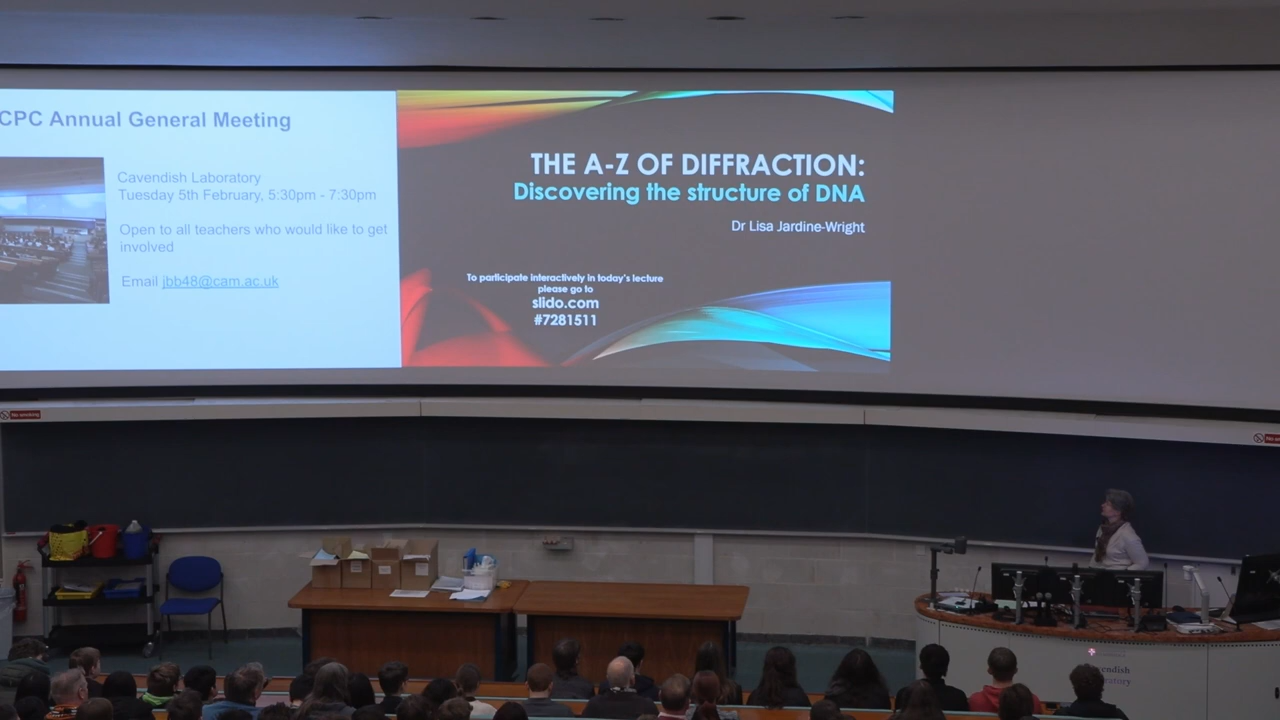 CPC Annual General Meeting
Cavendish Laboratory
Tuesday 5th February, 5:30pm - 7:30pm
Open to all teachers who would like to get
involved
Email jbb48@cam.ac.uk
THE A-Z OF DIFFRACTION:
Discovering the structure of DNA
Dr Lisa Jardine-Wright
To participate interactively in today's lecture
please go to
slido.com
#7281511
No smoking
No